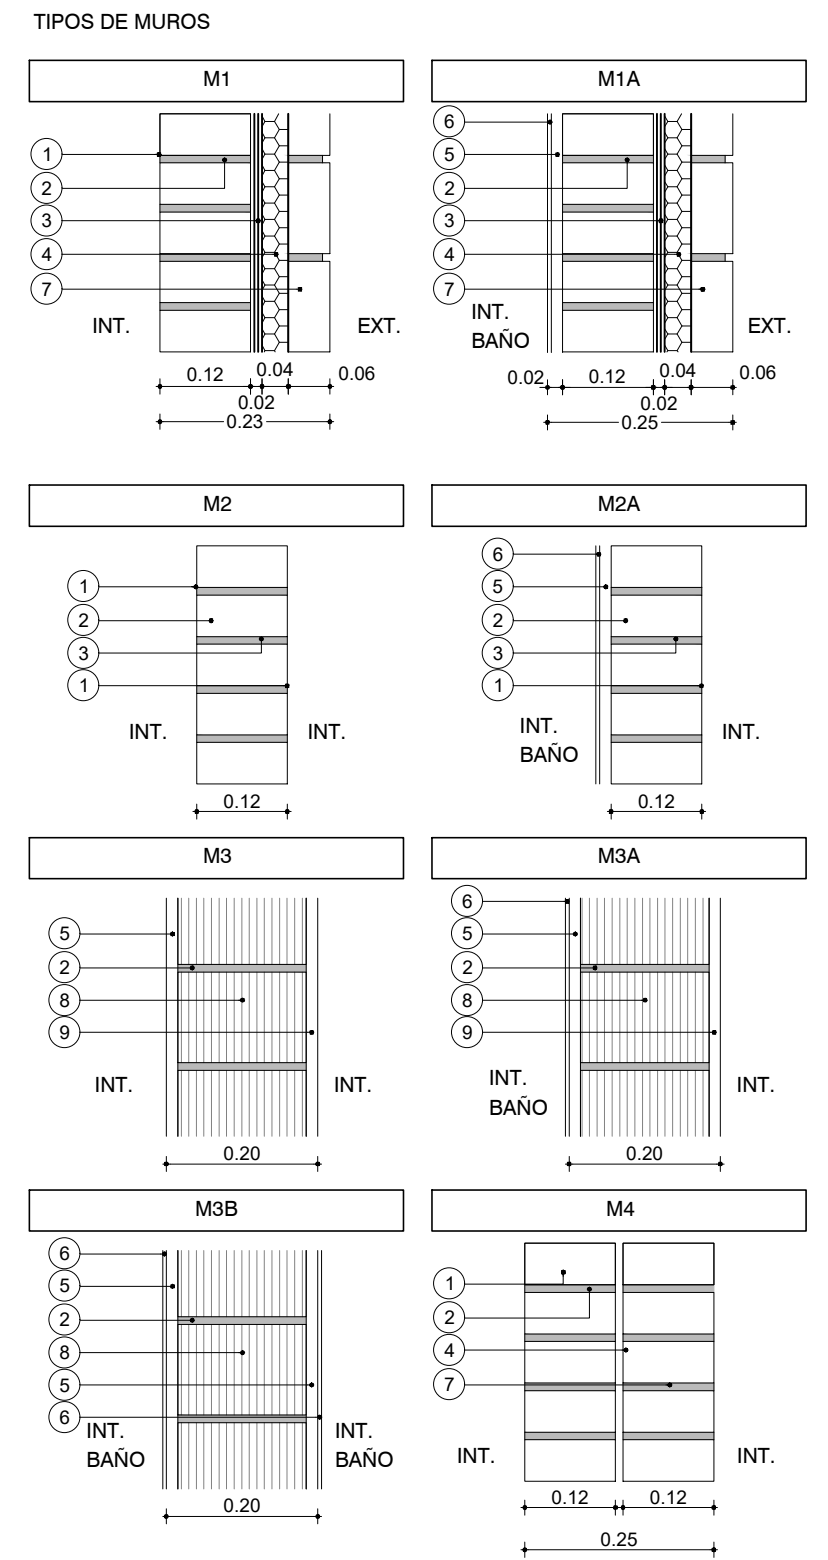 TIPOS DE MUROS
M1
1
2
3
4
7
INT.
EXT.
0.12
0.04
0.06
0.02
0.23
M1A
6
5
2
3
4
7
INT.
BAÑO
EXT.
0.02
0.12
0.04
0.06
0.02
0.25
M2
1
2
3
1
INT.
INT.
0.12
M2A
6
5
2
3
1
INT.
BAÑO
INT.
0.12
M3
5
2
8
9
INT.
INT.
0.20
M3A
6
5
2
8
9
INT.
BAÑO
INT.
0.20
M3B
6
5
2
8
5
6
INT.
BAÑO
INT.
BAÑO
0.20
M4
1
2
4
7
INT.
INT.
0.12
0.12
0.25